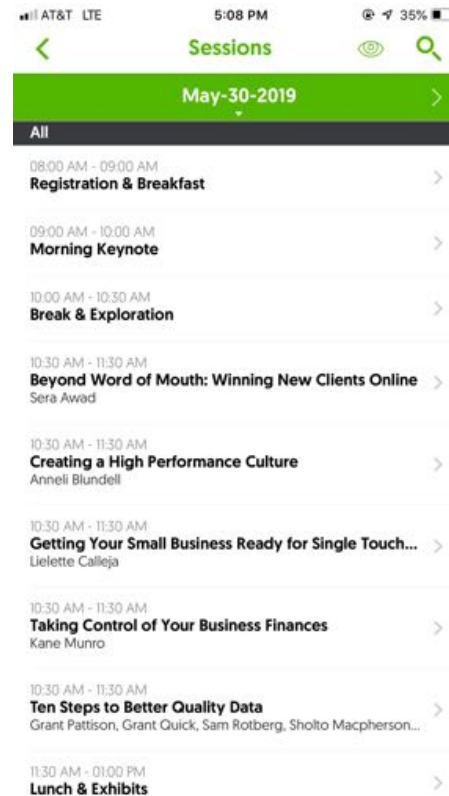 AT&T LTE 5:08 PM 35%
Sessions
May-30-2019
All
08:00 AM - 09:00 AM
Registration & Breakfast
09:00 AM - 10:00 AM
Morning Keynote
10:00 AM - 10:30 AM
Break & Exploration
10:30 AM - 11:30 AM
Beyond Word of Mouth: Winning New Clients Online
Sera Awad
10:30 AM - 11:30 AM
Creating a High Performance Culture
Anneli Blundell
10:30 AM - 11:30 AM
Getting Your Small Business Ready for Single Touch...
Lielette Calleja
10:30 AM - 11:30 AM
Taking Control of Your Business Finances
Kane Munro
10:30 AM - 11:30 AM
Ten Steps to Better Quality Data
Grant Pattison, Grant Quick, Sam Rotberg, Sholto Macpherson...
11:30 AM - 01:00 PM
Lunch & Exhibits